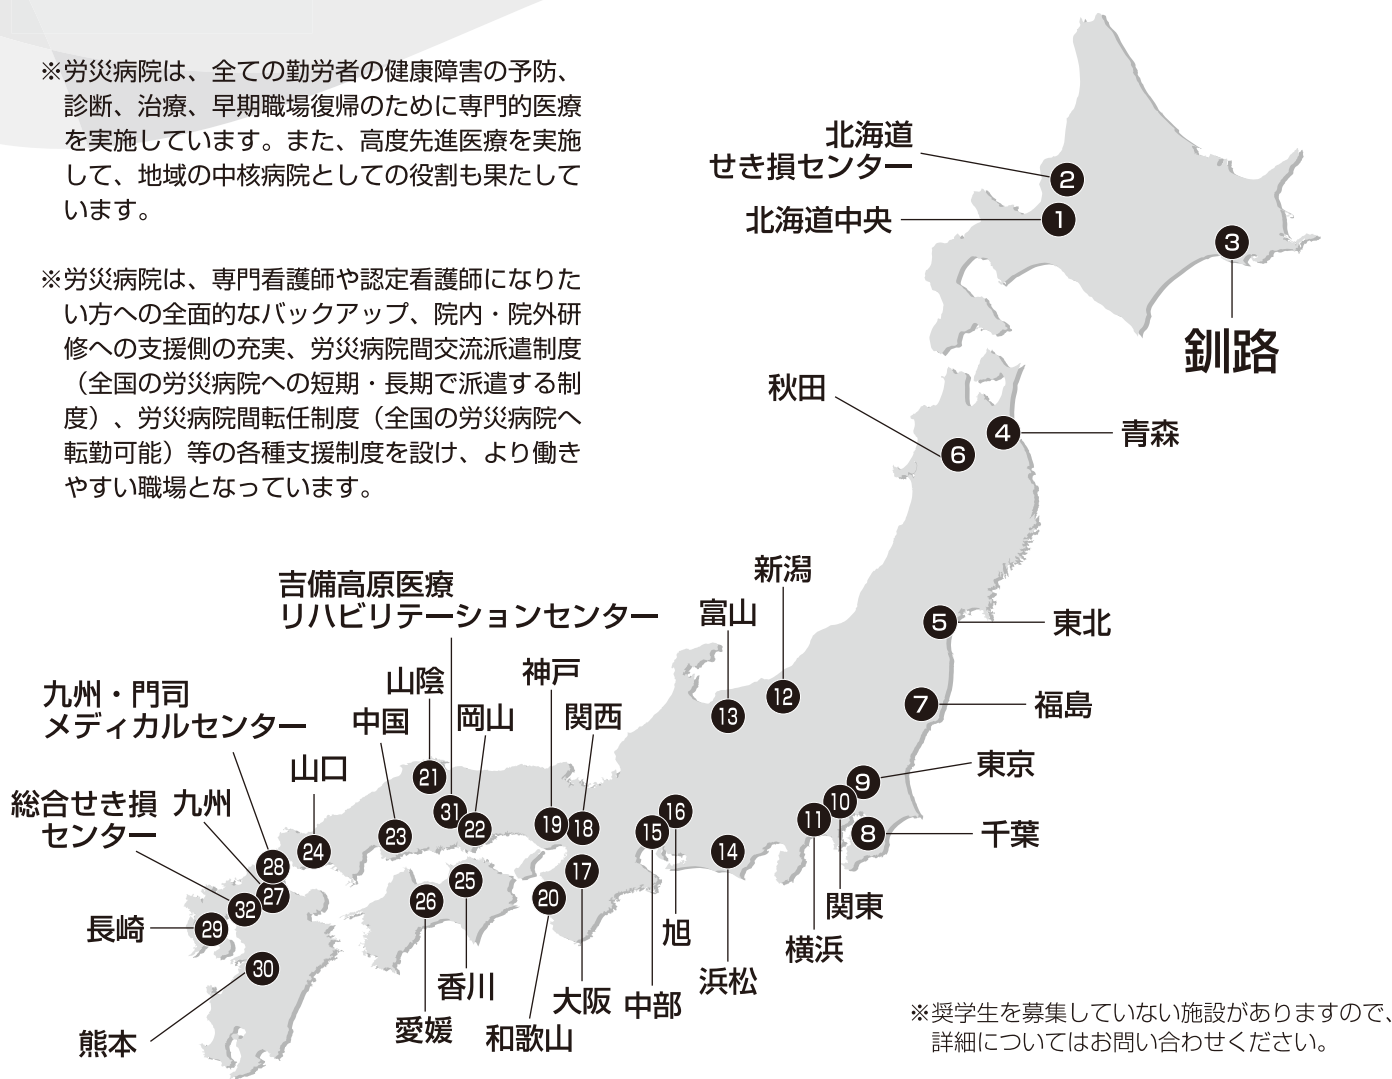 ※労災病院は、全ての勤労者の健康障害の予防、
診断、治療、早期職場復帰のために専門的医療
を実施しています。また、高度先進医療を実施
して、地域の中核病院としての役割も果たして
います。
※労災病院は、専門看護師や認定看護師になりた
い方への全面的なバックアップ、院内・院外研
修への支援側の充実、労災病院間交流派遣制度
（全国の労災病院への短期・長期で派遣する制
度）、労災病院間転任制度（全国の労災病院へ
転勤可能）等の各種支援制度を設け、より働き
やすい職場となっています。
北海道
せき損センター
2
北海道中央
1
3
釧路
秋田
6
4
青森
5
東北
7
福島
新潟
12
富山
13
吉備高原医療
リハビリテーションセンター
31
神戸
19
関西
18
山陰
21
岡山
22
中国
23
九州・門司
メディカルセンター
28
山口
24
総合せき損
センター
32
九州
27
長崎
29
30
熊本
東京
9
10
関東
11
横浜
8
千葉
16
旭
15
中部
14
浜松
17
大阪
20
和歌山
25
香川
26
愛媛
※奨学生を募集していない施設がありますので、
詳細についてはお問い合わせください。